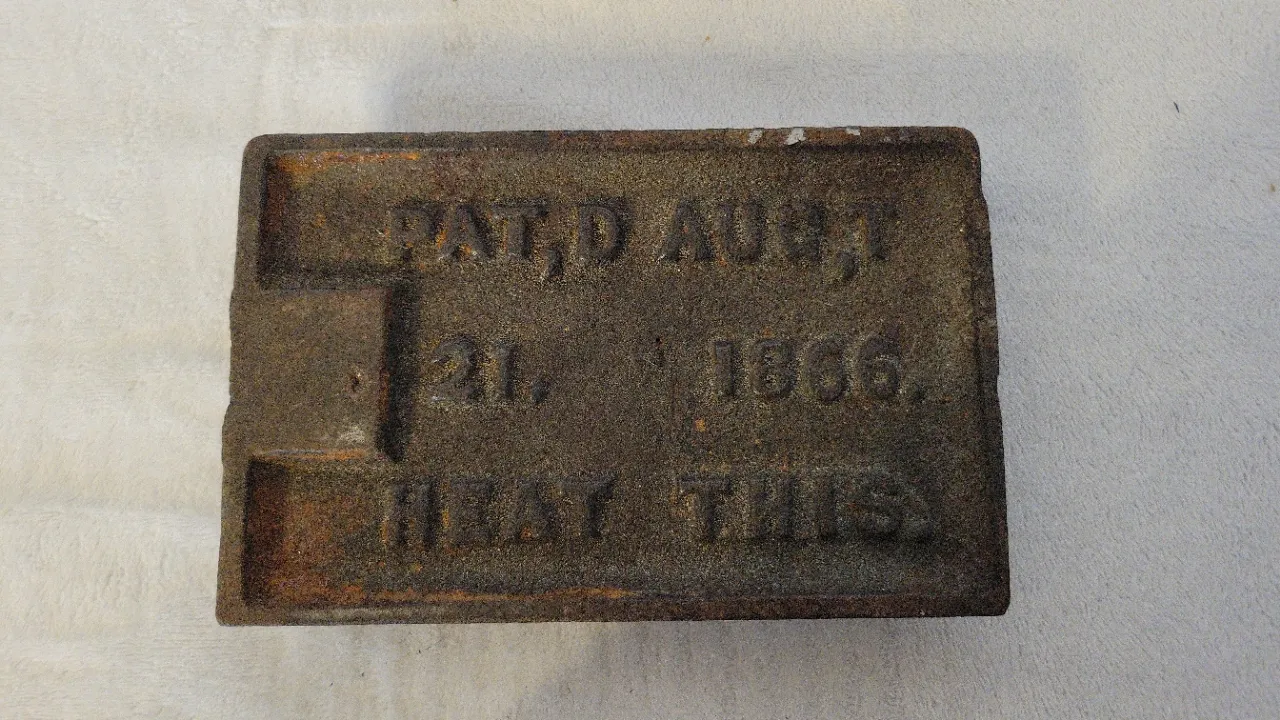 PAT,D AUG,T
21. 1866.
HEAT THIS.